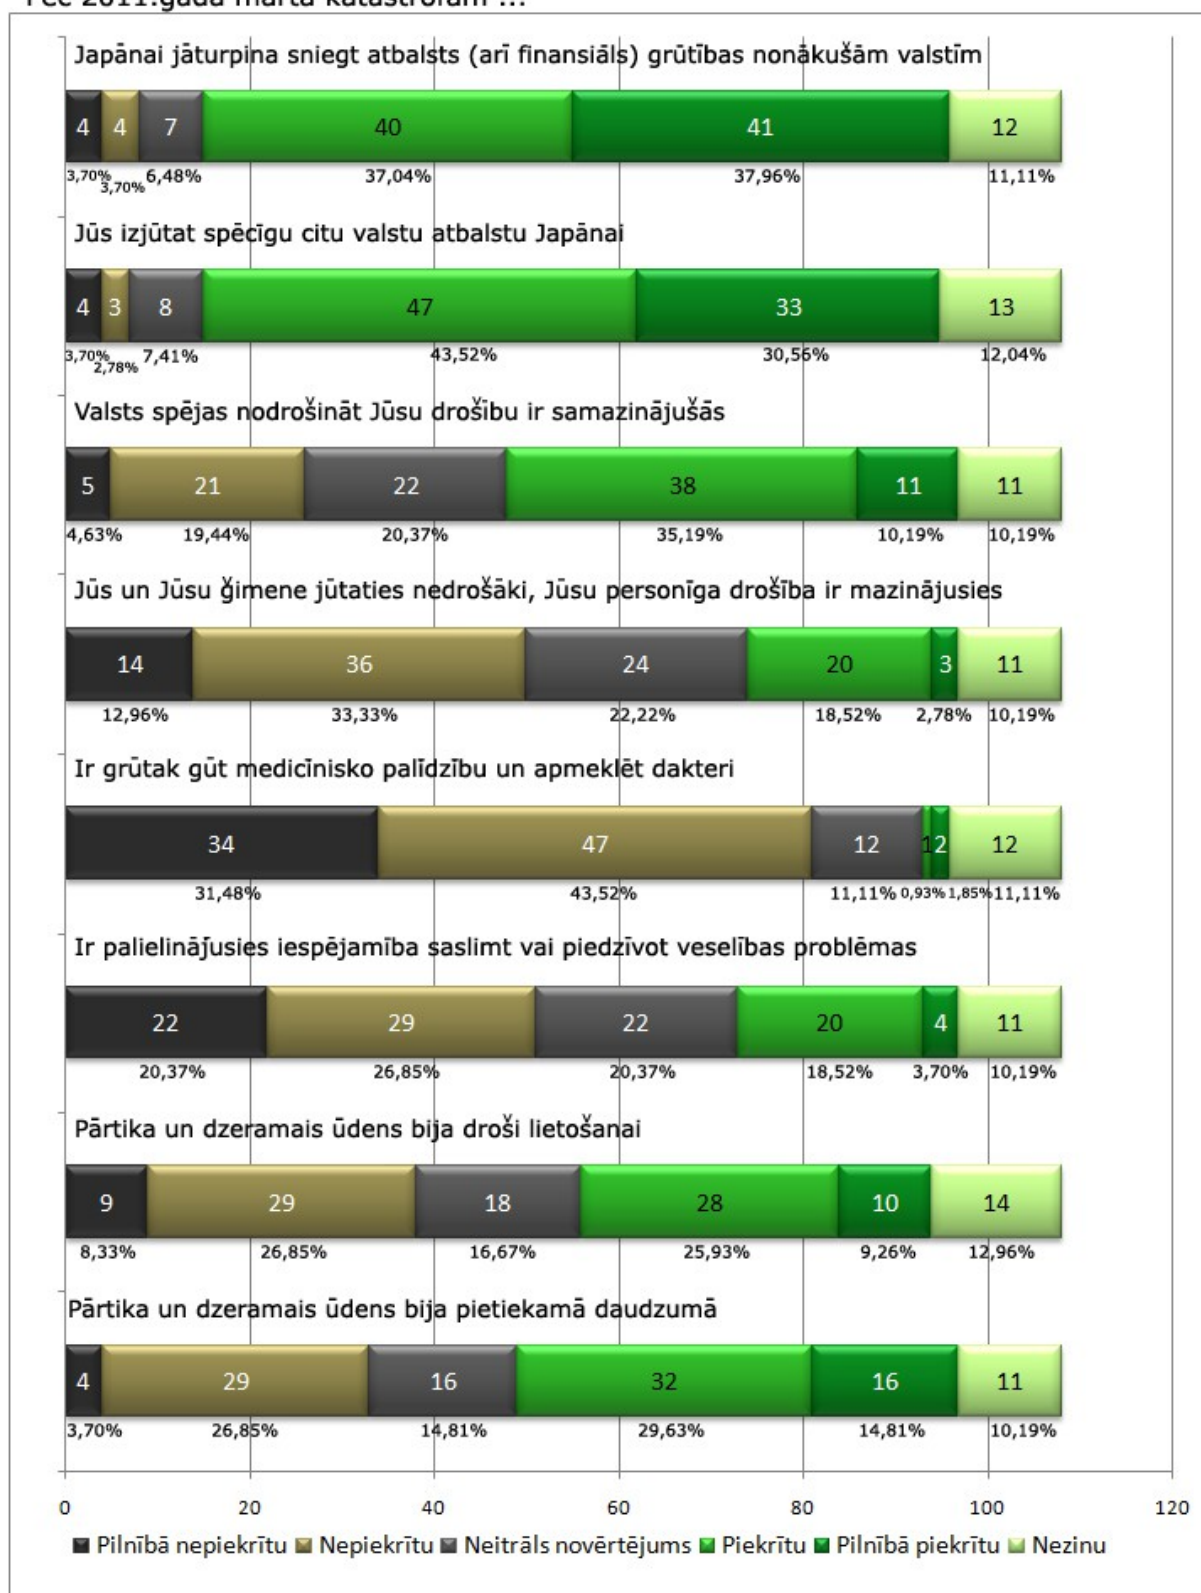 2011.gada marta katastrofām ...
Japānai jāturpina sniegt atbalsts (arī finansiāls) grūtības nonākušām valstīm
4 4 7 40 41 12
3,70% 3,70% 6,48% 37,04% 37,96% 11,11%
Jūs izjūtat spēcīgu citu valstu atbalstu Japānai
4 3 8 47 33 13
3,70% 2,78% 7,41% 43,52% 30,56% 12,04%
Valsts spējas nodrošināt Jūsu drošību ir samazinājušās
5 21 22 38 11 11
4,63% 19,44% 20,37% 35,19% 10,19% 10,19%
Jūs un Jūsu ğimene jūtaties nedrošāki, Jūsu personīga drošība ir mazinājusies
14 36 24 20 3 11
12,96% 33,33% 22,22% 18,52% 2,78% 10,19%
Ir grūtak gūt medicīnisko palīdzību un apmeklēt dakteri
34 47 12 1 2 12
31,48% 43,52% 11,11% 0,93% 1,85% 11,11%
Ir palielinājusies iespējamība saslimt vai piedzīvot veselības problēmas
22 29 22 20 4 11
20,37% 26,85% 20,37% 18,52% 3,70% 10,19%
Pārtika un dzeramais ūdens bija droši lietošanai
9 29 18 28 10 14
8,33% 26,85% 16,67% 25,93% 9,26% 12,96%
Pārtika un dzeramais ūdens bija pietiekamā daudzumā
4 29 16 32 16 11
3,70% 26,85% 14,81% 29,63% 14,81% 10,19%
0 20 40 60 80 100 120
Pilnībā nepiekrītu Nepiekrītu Neitrāls novērtējums Piekrītu Pilnībā piekrītu Nezinu